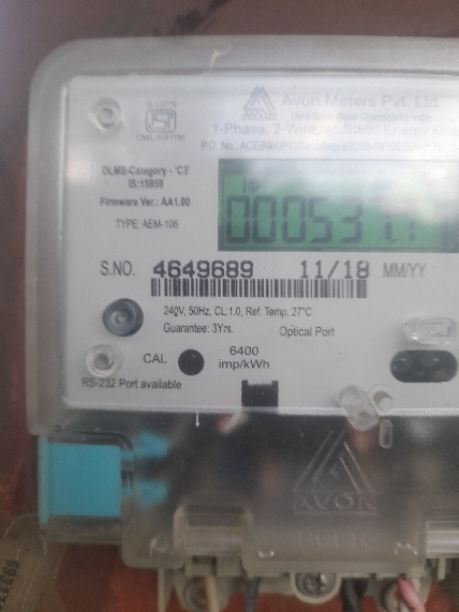 Avon Meters Pvt. Ltd.
AVON
1-Phase, 2-Wire, ac Static Energy
DLMS-Category - 'C3'
IS:15959
Firmware Ver.: AA1.00
TYPE: AEM-106
S.NO. 4649689 11/18 MM/YY
240V, 50Hz, CL:1.0, Ref. Temp. 27°C
Guarantee: 3Yrs. Optical Port
CAL 6400
imp/kWh
RS-232 Port available
AVON